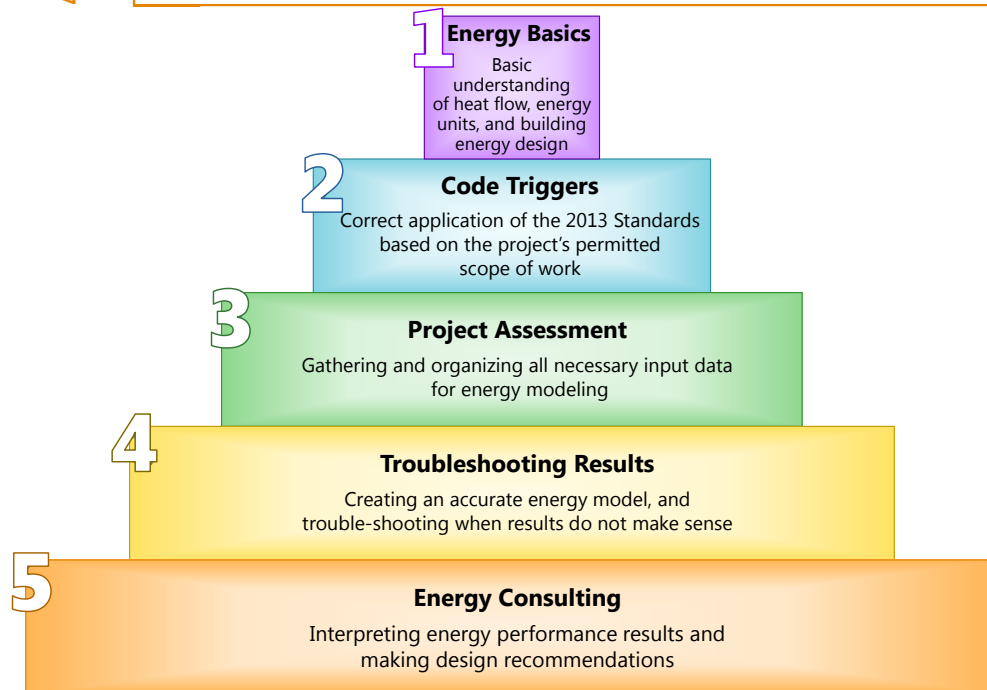 1
Energy Basics
Basic
understanding
of heat flow, energy
units, and building
energy design
2
Code Triggers
Correct application of the 2013 Standards
based on the project's permitted
scope of work
3
Project Assessment
Gathering and organizing all necessary input data
for energy modeling
4
Troubleshooting Results
Creating an accurate energy model, and
trouble-shooting when results do not make sense
5
Energy Consulting
Interpreting energy performance results and
making design recommendations